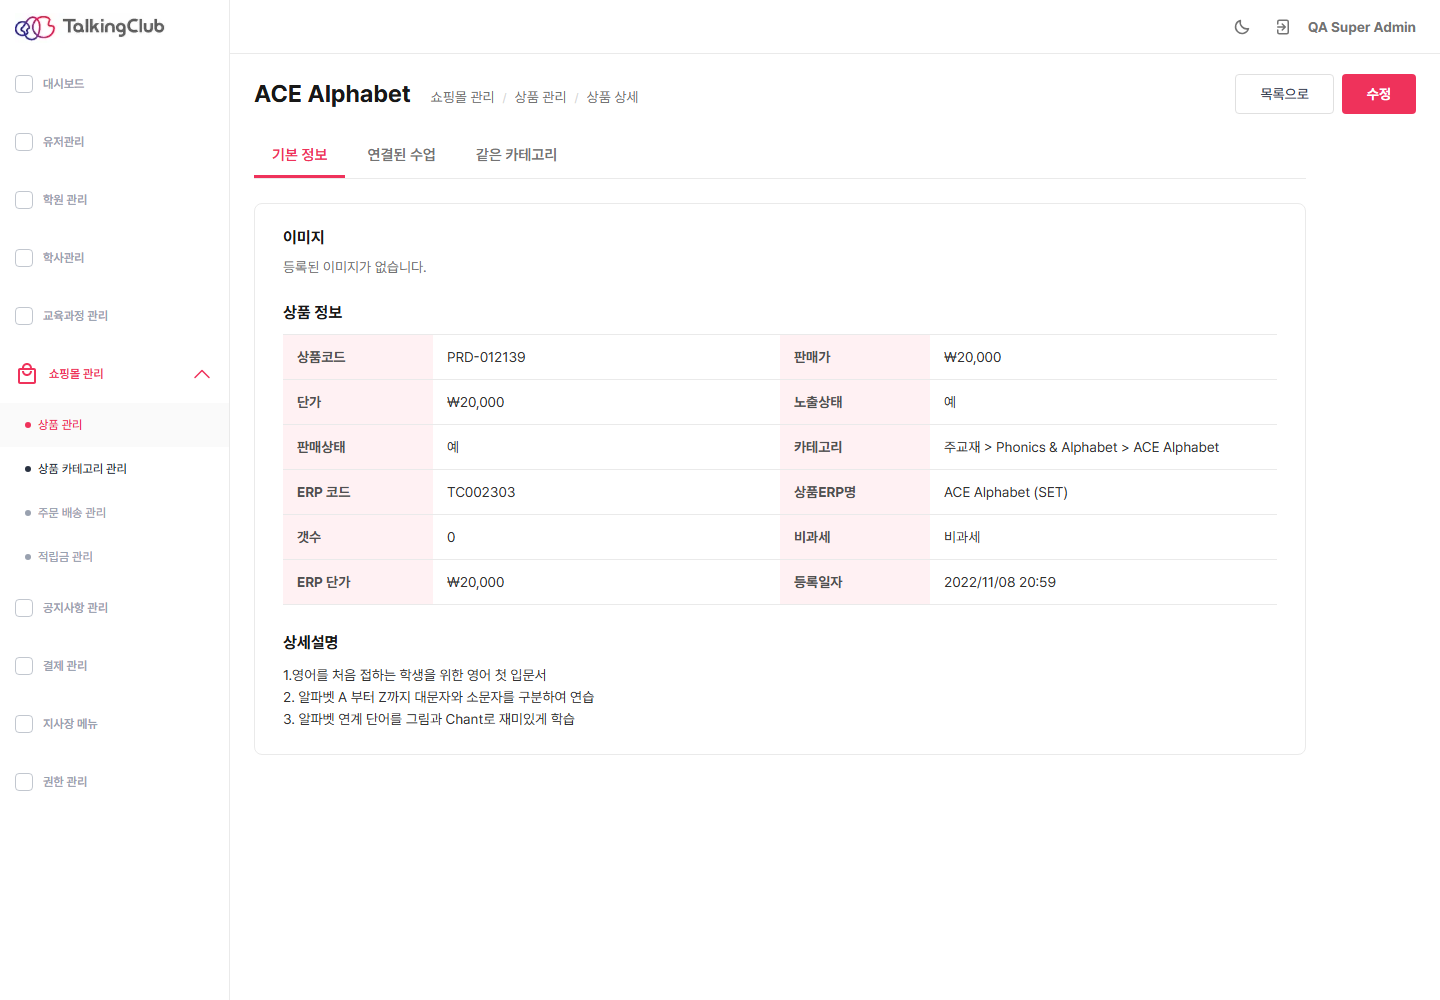 TalkingClub
QA Super Admin
대시보드
유저관리
학원 관리
학사관리
교육과정 관리
쇼핑몰 관리
상품 관리
상품 카테고리 관리
주문 배송 관리
적립금 관리
공지사항 관리
결제 관리
지사장 메뉴
권한 관리
ACE Alphabet 쇼핑몰 관리 / 상품 관리 / 상품 상세
목록으로 수정
기본 정보 연결된 수업 같은 카테고리
이미지
등록된 이미지가 없습니다.
상품 정보
상품코드 PRD-012139 판매가 ₩20,000
단가 ₩20,000 노출상태 예
판매상태 예 카테고리 주교재 > Phonics & Alphabet > ACE Alphabet
ERP 코드 TC002303 상품ERP명 ACE Alphabet (SET)
갯수 0 비과세 비과세
ERP 단가 ₩20,000 등록일자 2022/11/08 20:59
상세설명
1.영어를 처음 접하는 학생을 위한 영어 첫 입문서
2. 알파벳 A 부터 Z까지 대문자와 소문자를 구분하여 연습
3. 알파벳 연계 단어를 그림과 Chant로 재미있게 학습